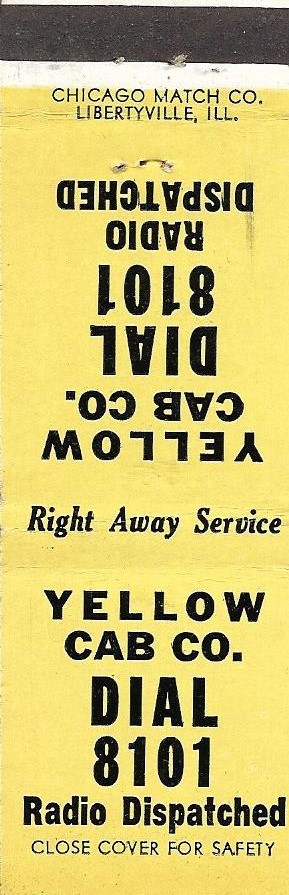 CHICAGO MATCH CO.
LIBERTYVILLE, ILL.
YELLOW
CAB CO.
DIAL
8101
RADIO
DISPATCHED
Right Away Service
YELLOW
CAB CO.
DIAL
8101
Radio Dispatched
CLOSE COVER FOR SAFETY